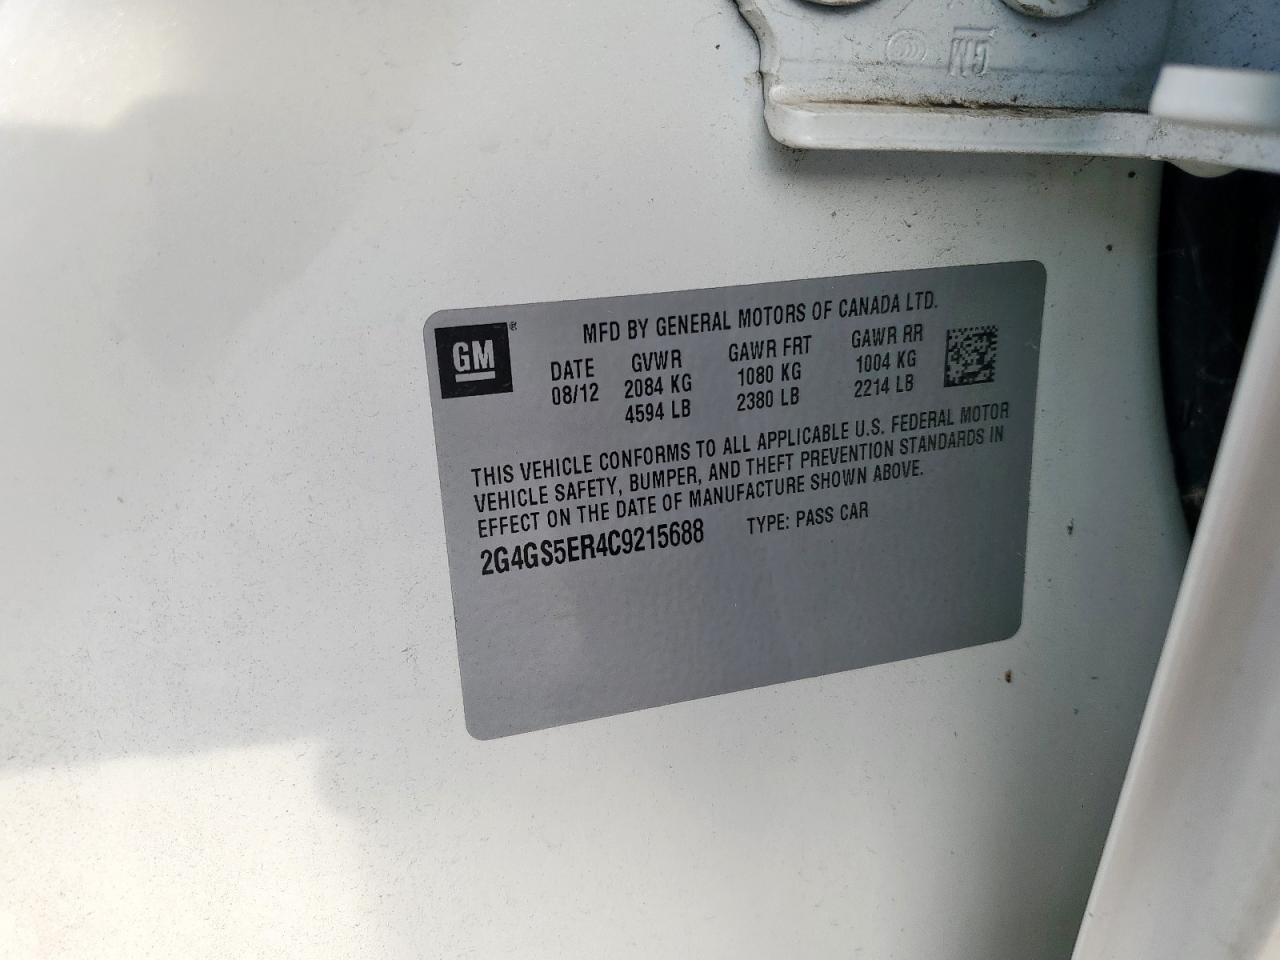 GM
GM®
MFD BY GENERAL MOTORS OF CANADA LTD.
DATE GVWR GAWR FRT GAWR RR
08/12 2084 KG 1080 KG 1004 KG
4594 LB 2380 LB 2214 LB
THIS VEHICLE CONFORMS TO ALL APPLICABLE U.S. FEDERAL MOTOR
VEHICLE SAFETY, BUMPER, AND THEFT PREVENTION STANDARDS IN
EFFECT ON THE DATE OF MANUFACTURE SHOWN ABOVE.
2G4GS5ER4C9215688 TYPE: PASS CAR